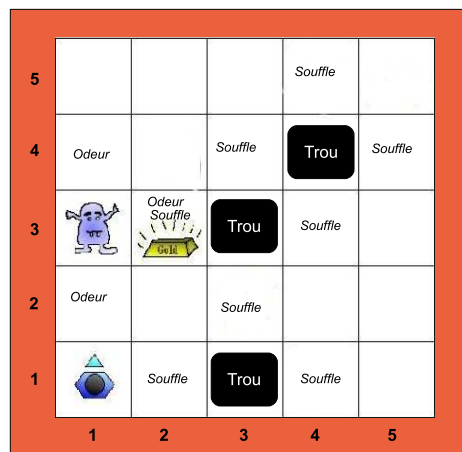 5 Souffle
4 Odeur Souffle Trou Souffle
Odeur
3 Souffle Trou Souffle
Gold
2 Odeur Souffle
1 Souffle Trou Souffle
1 2 3 4 5